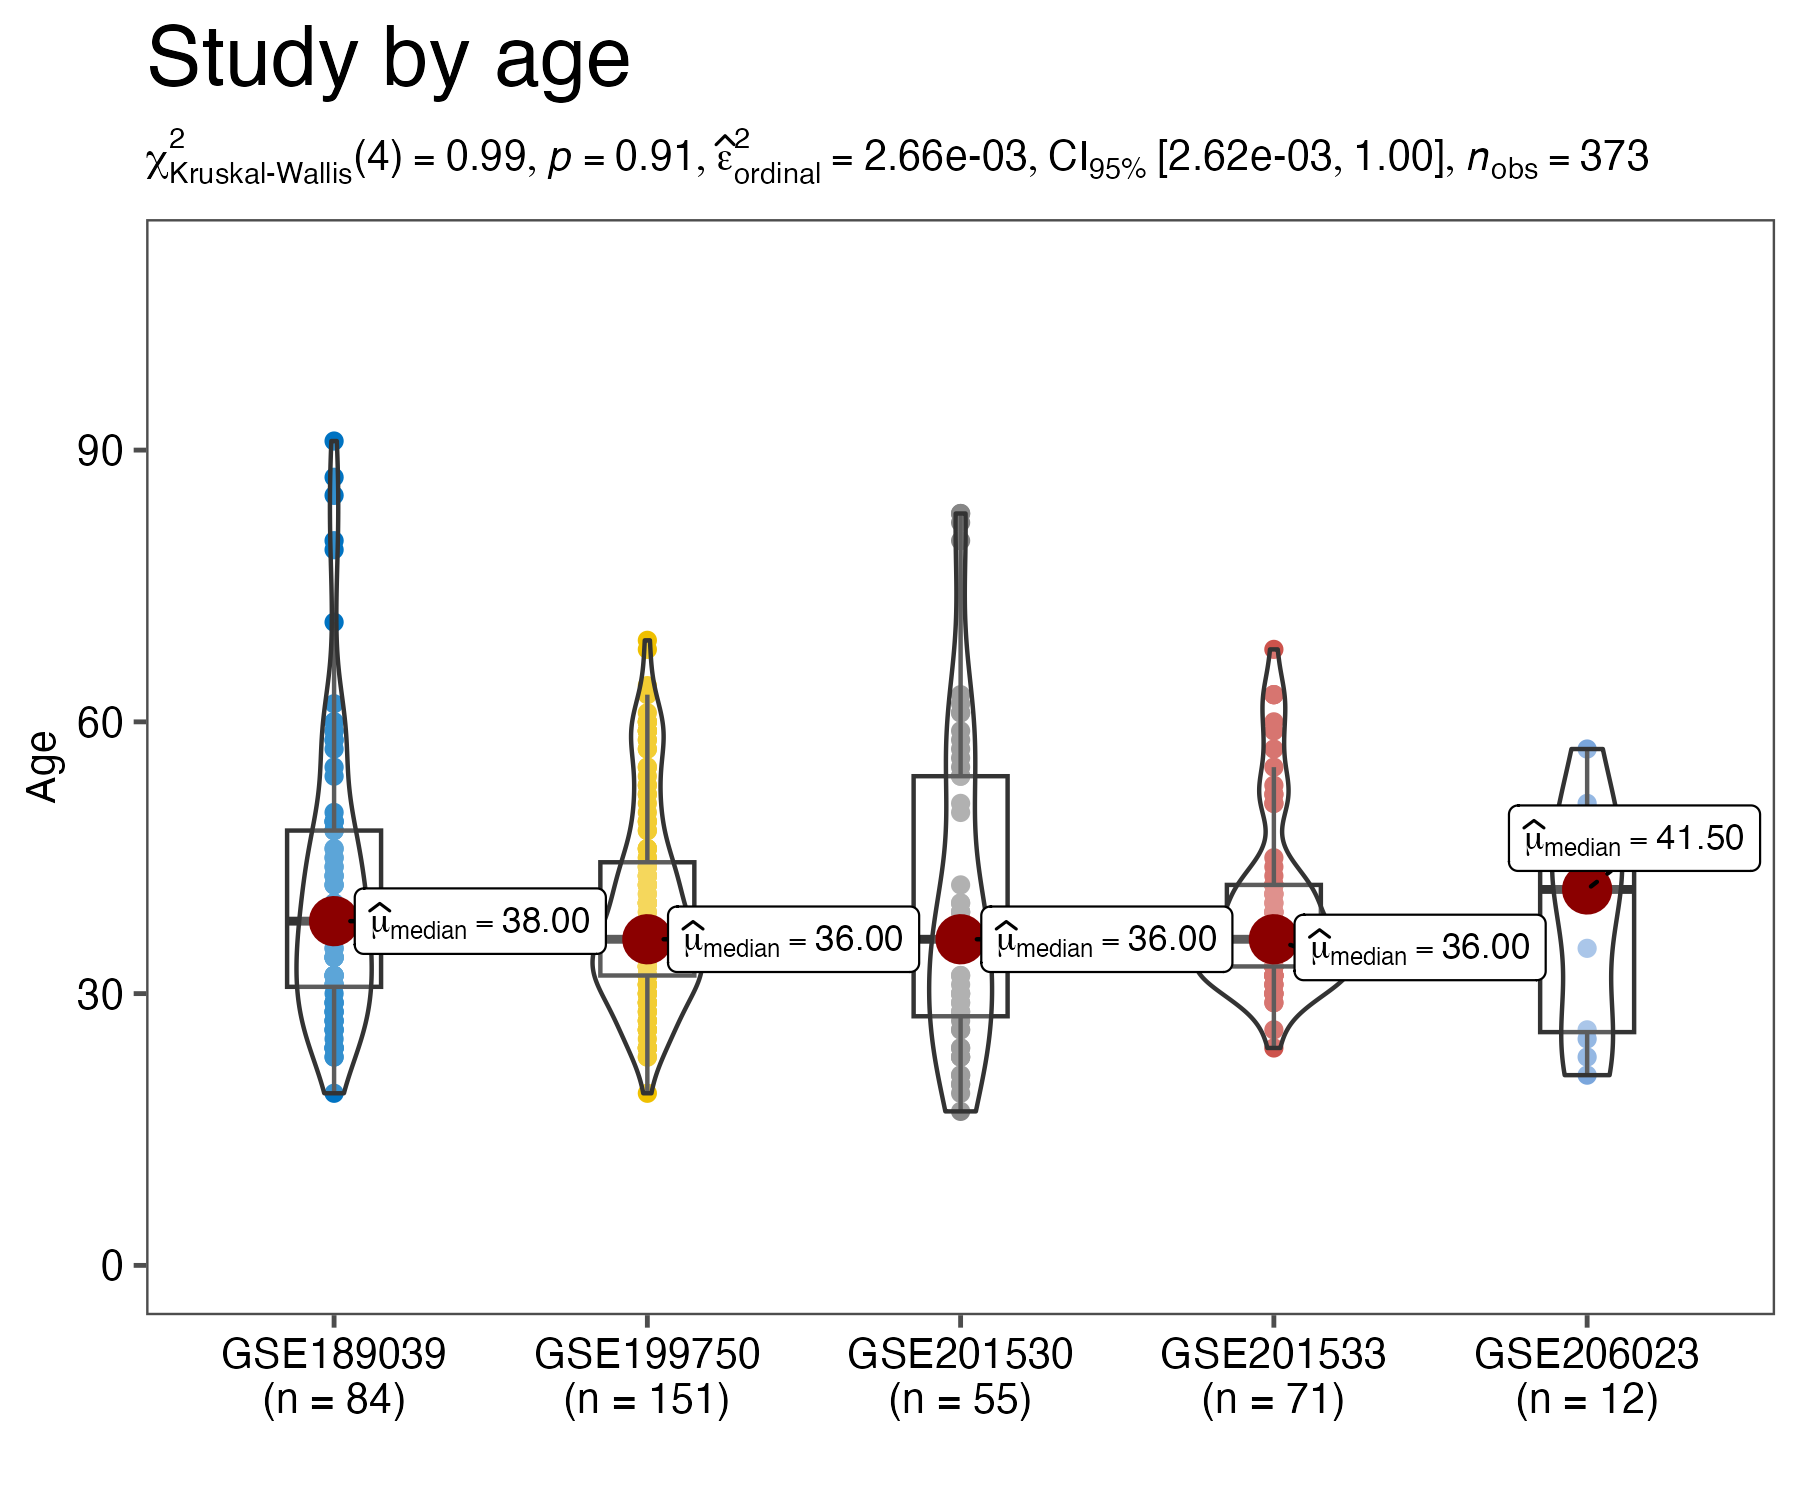 Study by age
χ²Kruskal-Wallis(4) = 0.99, p = 0.91, ε̂²ordinal = 2.66e-03, CI95% [2.62e-03, 1.00], nobs = 373
90
60
30
0
Age
μ̂median = 38.00
μ̂median = 36.00
μ̂median = 36.00
μ̂median = 36.00
μ̂median = 41.50
GSE189039 GSE199750 GSE201530 GSE201533 GSE206023
(n = 84) (n = 151) (n = 55) (n = 71) (n = 12)